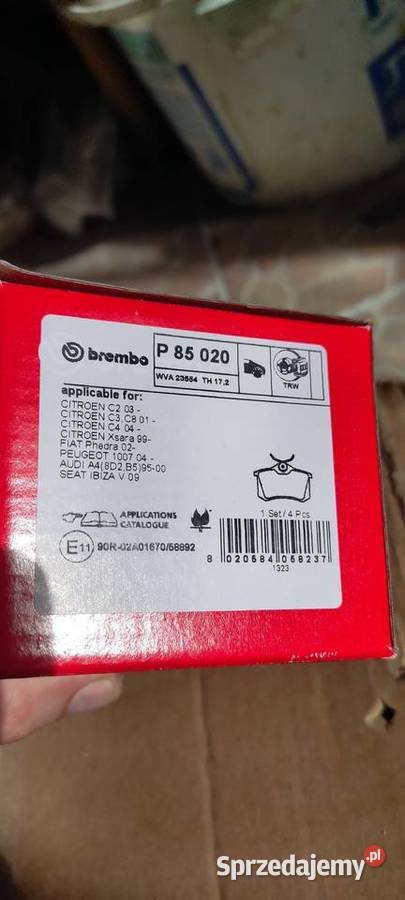 brembo P 85 020
WVA 23554 TH 17,2
TRW
applicable for:
CITROEN C2 03 -
CITROEN C3,C8 01 -
CITROEN C4 04 -
CITROEN Xsara 99-
FIAT Phedra 02-
PEUGEOT 1007 04 -
AUDI A4(8D2,B5)95-00
SEAT IBIZA V 09
1 Set / 4 Pcs
APPLICATIONS
CATALOGUE
E11 90R-02A01670/58892
8 020584 058237
1323
Sprzedajemy.pl